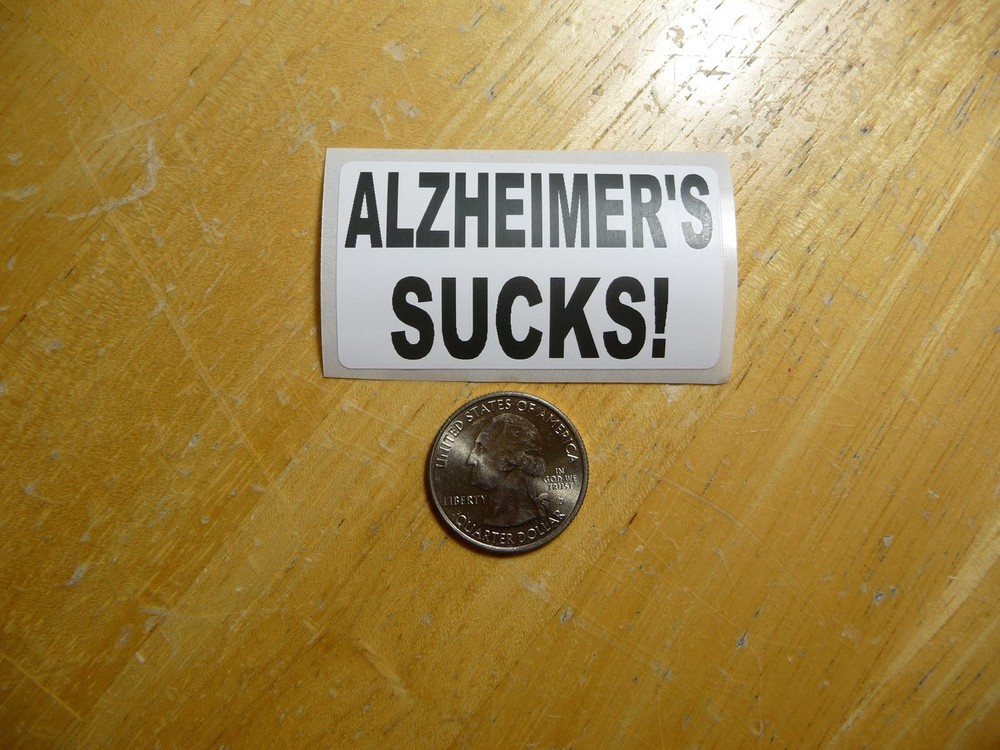 ALZHEIMER'S
SUCKS!
UNITED STATES OF AMERICA
IN
GOD WE
TRUST
LIBERTY
QUARTER DOLLAR